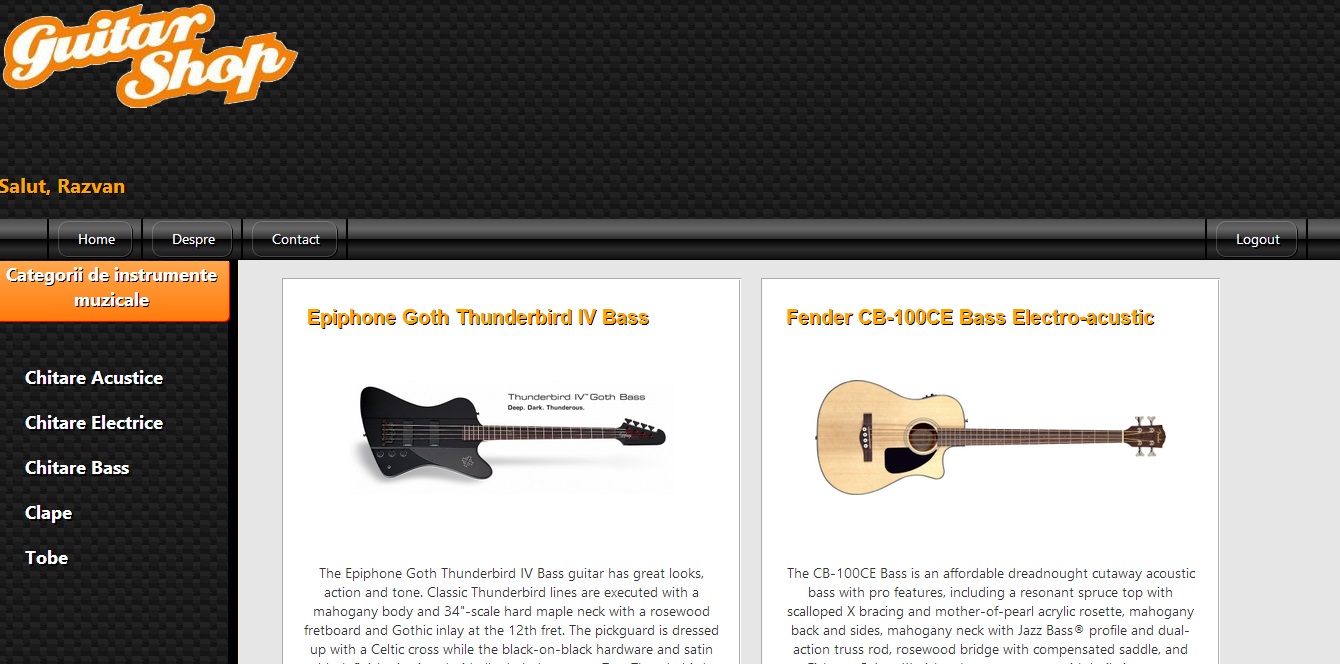 Guitar
Shop
Salut, Razvan
Home
Despre
Contact
Logout
Categorii de instrumente
muzicale
Chitare Acustice
Chitare Electrice
Chitare Bass
Clape
Tobe
Epiphone Goth Thunderbird IV Bass
Thunderbird IV™ Goth Bass
Deep. Dark. Thunderous.
The Epiphone Goth Thunderbird IV Bass guitar has great looks,
action and tone. Classic Thunderbird lines are executed with a
mahogany body and 34"-scale hard maple neck with a rosewood
fretboard and Gothic inlay at the 12th fret. The pickguard is dressed
up with a Celtic cross while the black-on-black hardware and satin
Fender CB-100CE Bass Electro-acustic
The CB-100CE Bass is an affordable dreadnought cutaway acoustic
bass with pro features, including a resonant spruce top with
scalloped X bracing and mother-of-pearl acrylic rosette, mahogany
back and sides, mahogany neck with Jazz Bass® profile and dual-
action truss rod, rosewood bridge with compensated saddle, and